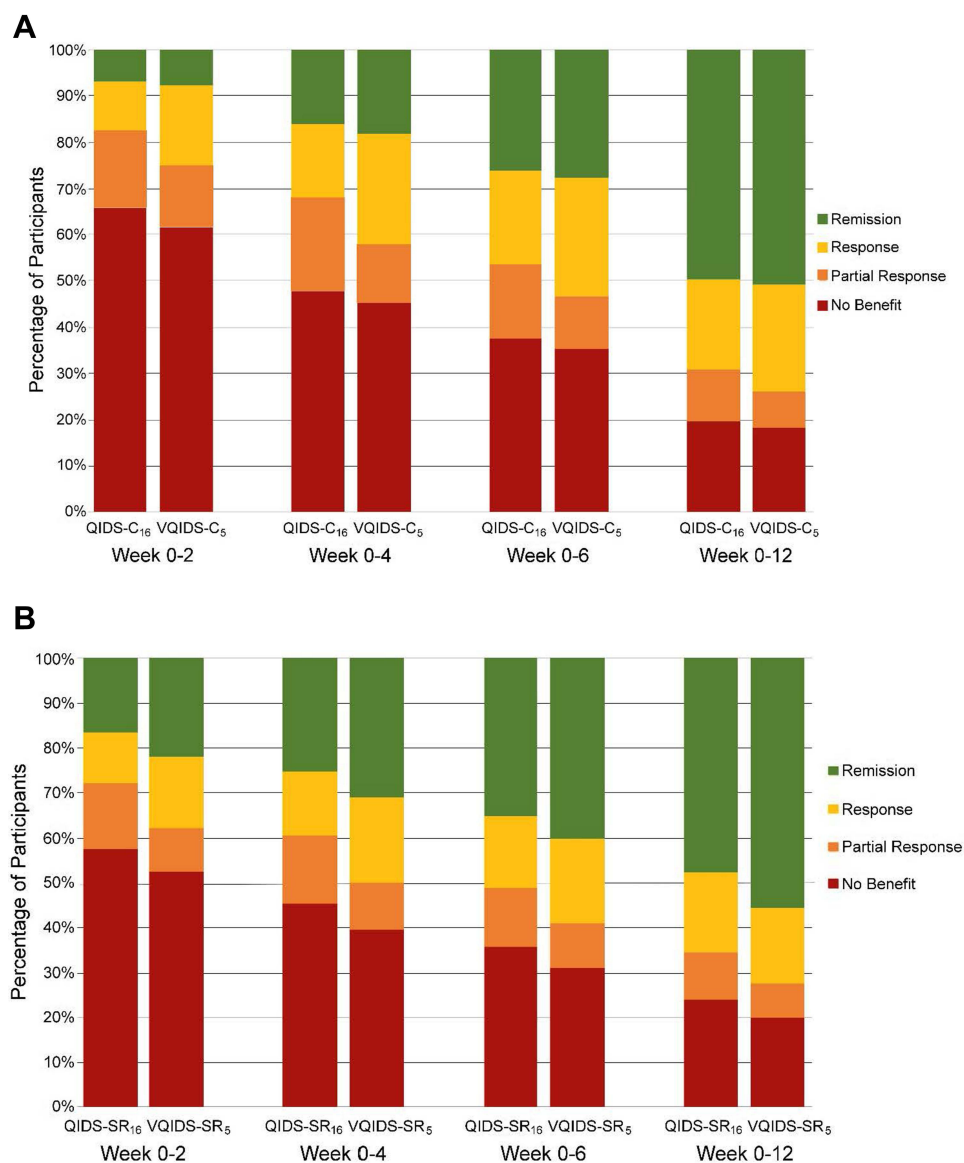 A
100%
90%
80%
70%
60%
50%
40%
30%
20%
10%
0%
Percentage of Participants
QIDS-C₁₆ VQIDS-C₅ QIDS-C₁₆ VQIDS-C₅ QIDS-C₁₆ VQIDS-C₅ QIDS-C₁₆ VQIDS-C₅
Week 0-2 Week 0-4 Week 0-6 Week 0-12
Remission
Response
Partial Response
No Benefit
B
100%
90%
80%
70%
60%
50%
40%
30%
20%
10%
0%
Percentage of Participants
QIDS-SR₁₆ VQIDS-SR₅ QIDS-SR₁₆ VQIDS-SR₅ QIDS-SR₁₆ VQIDS-SR₅ QIDS-SR₁₆ VQIDS-SR₅
Week 0-2 Week 0-4 Week 0-6 Week 0-12
Remission
Response
Partial Response
No Benefit